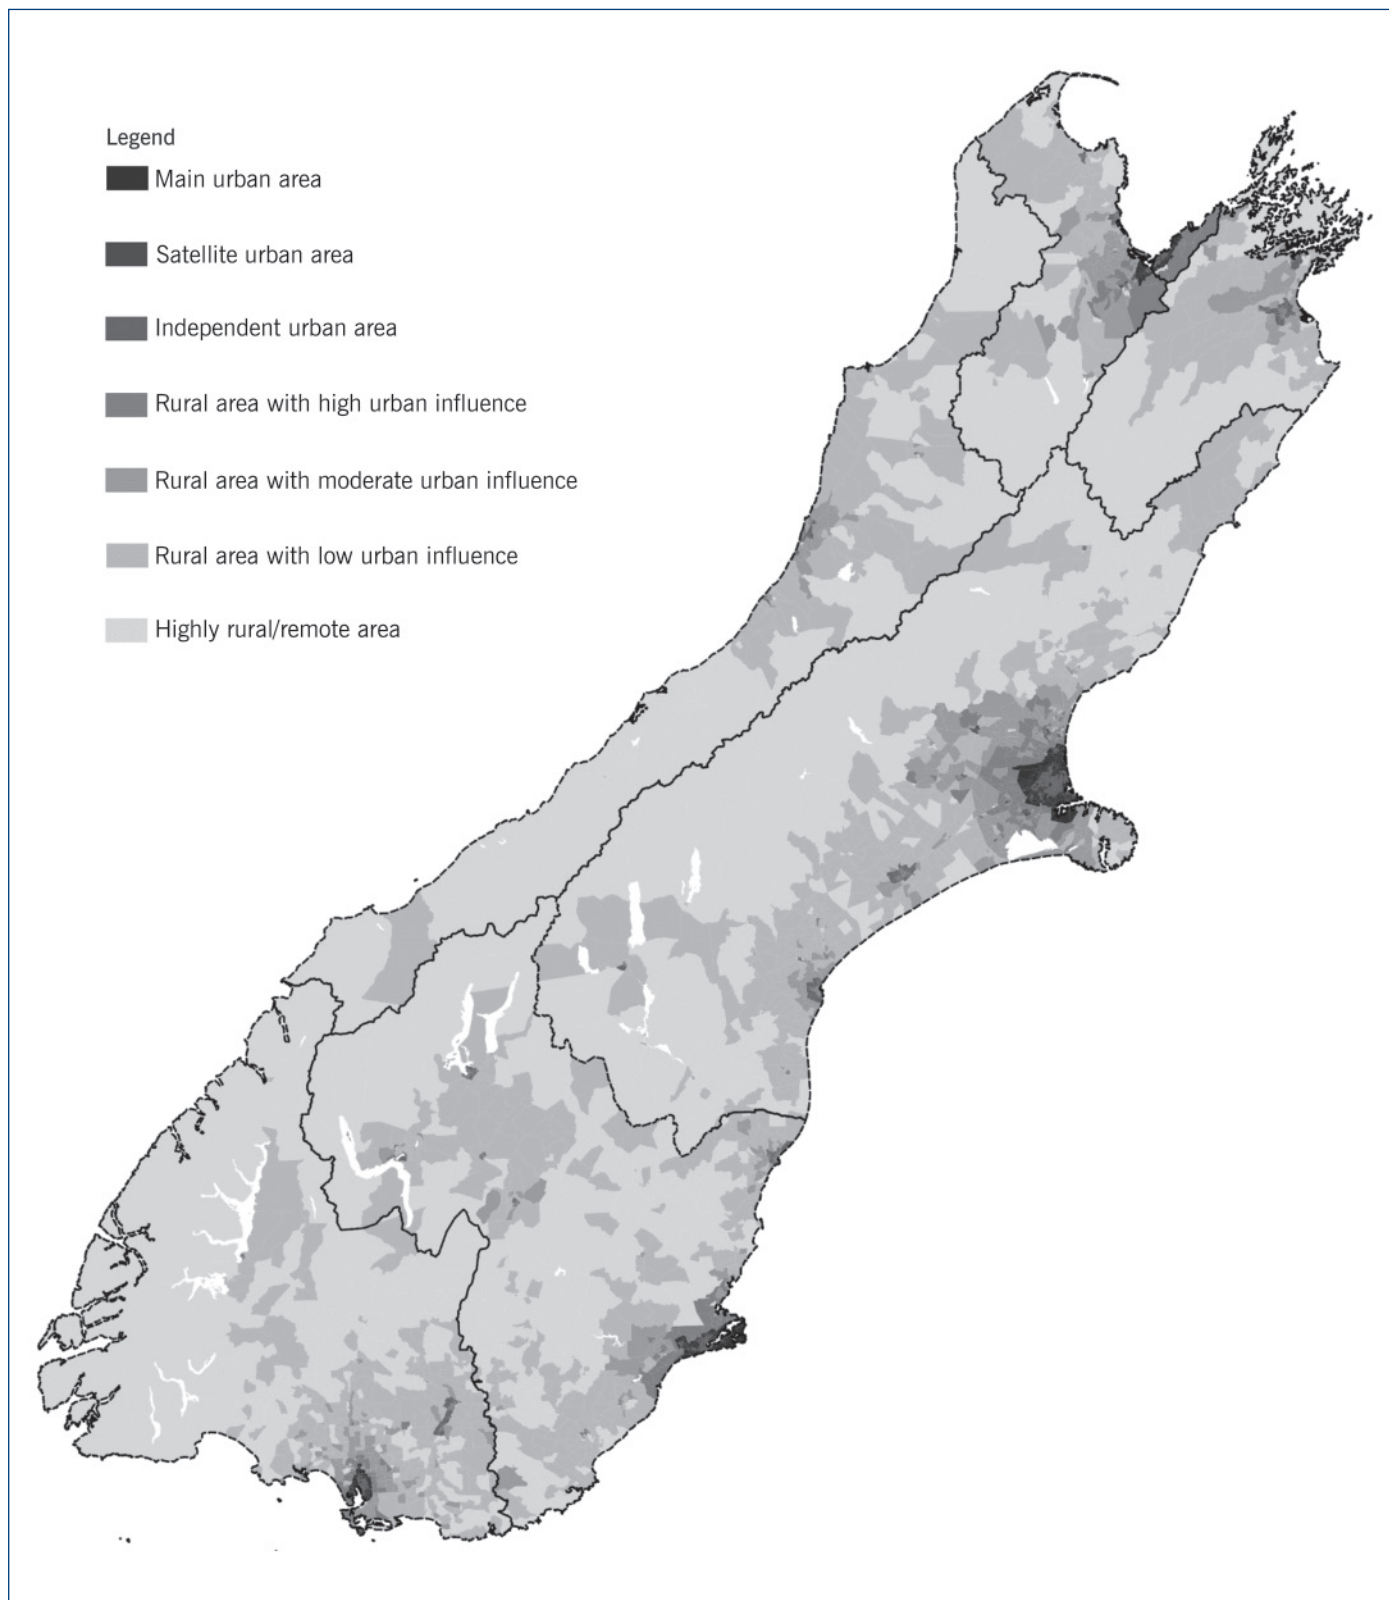 Legend
Main urban area
Satellite urban area
Independent urban area
Rural area with high urban influence
Rural area with moderate urban influence
Rural area with low urban influence
Highly rural/remote area